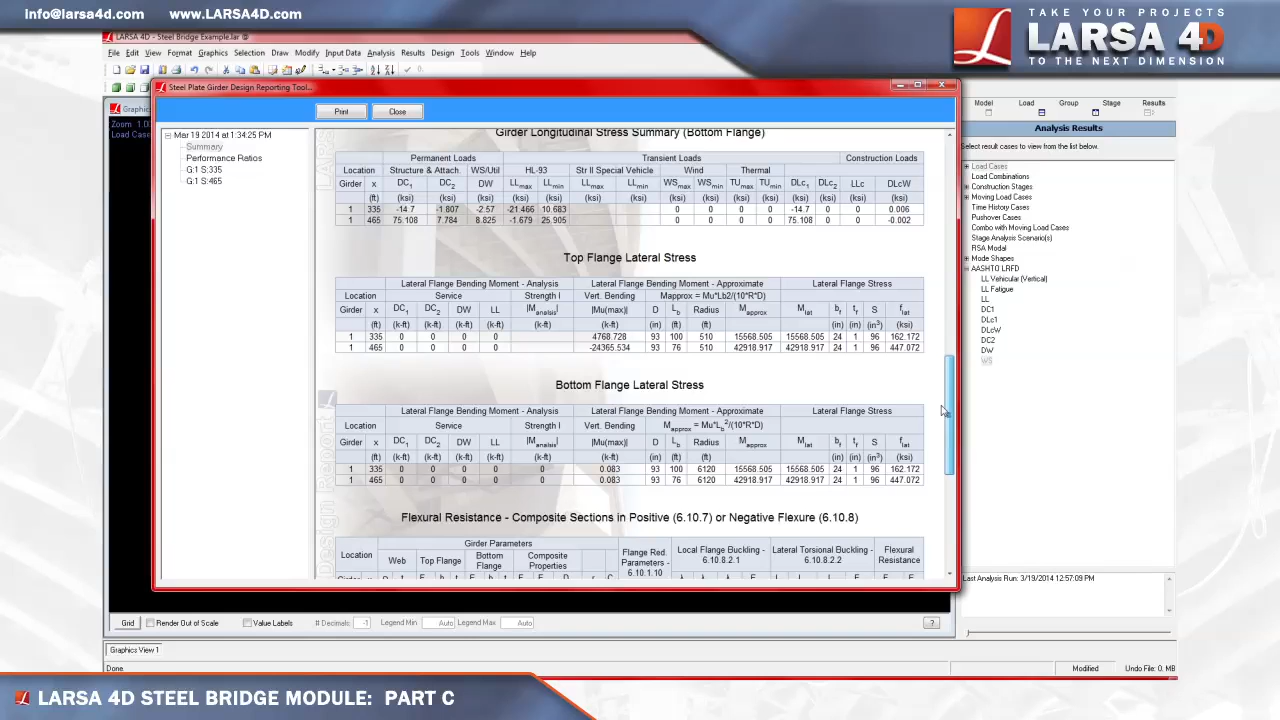 Info@larsa4d.com www.LARSA4D.com
TAKE YOUR PROJECTS
LARSA 4D
TO THE NEXT DIMENSION
LARSA 4D - Steel Bridge Example.lar
File Edit View Format Graphics Selection Draw Modify Input Data Analysis Results Design Tools Window Help
Steel Plate Girder Design Reporting Tool...
Print Close
Graphic
Zoom 1.00
Load Case
Mar 19 2014 at 1:34:25 PM
Summary
Performance Ratios
G:1 S:335
G:1 S:465
Girder Longitudinal Stress Summary (Bottom Flange)
Permanent Loads Transient Loads Construction Loads
Location Structure & Attach. WS/Util HL-93 Str II Special Vehicle Wind Thermal
Girder x DC1 DC2 DW LLmax LLmin LLmax LLmin WSmax WSmin TUmax TUmin DLc1 DLc2 LLc DLcW
(ft) (ksi) (ksi) (ksi) (ksi) (ksi) (ksi) (ksi) (ksi) (ksi) (ksi) (ksi) (ksi) (ksi) (ksi) (ksi)
1 335 -14.7 -1.807 -2.57 -21.466 10.683 0 0 0 0 -14.7 0 0 0.006
1 465 75.108 7.784 8.825 -1.679 25.905 0 0 0 0 75.108 0 0 -0.002
Top Flange Lateral Stress
Lateral Flange Bending Moment - Analysis Lateral Flange Bending Moment - Approximate Lateral Flange Stress
Location Service Strength I Vert. Bending Mapprox = Mu*Lb2/(10*R*D)
Girder x DC1 DC2 DW LL |Manalsis| |Mu(max)| D Lb Radius Mapprox Mlat bf tf S flat
(ft) (k-ft) (k-ft) (k-ft) (k-ft) (k-ft) (k-ft) (in) (ft) (ft) (in) (in) (in³) (ksi)
1 335 0 0 0 0 4768.728 93 100 510 15568.505 15568.505 24 1 96 162.172
1 465 0 0 0 0 -24365.534 93 76 510 42918.917 42918.917 24 1 96 447.072
Bottom Flange Lateral Stress
Lateral Flange Bending Moment - Analysis Lateral Flange Bending Moment - Approximate Lateral Flange Stress
Location Service Strength I Vert. Bending Mapprox = Mu*Lb²/(10*R*D)
Girder x DC1 DC2 DW LL |Manalsis| |Mu(max)| D Lb Radius Mapprox Mlat bf tf S flat
(ft) (k-ft) (k-ft) (k-ft) (k-ft) (k-ft) (k-ft) (in) (ft) (ft) (in) (in) (in³) (ksi)
1 335 0 0 0 0 0 0.083 93 100 6120 15568.505 15568.505 24 1 96 162.172
1 465 0 0 0 0 0 0.083 93 76 6120 42918.917 42918.917 24 1 96 447.072
Flexural Resistance - Composite Sections in Positive (6.10.7) or Negative Flexure (6.10.8)
Girder Parameters
Location Web Top Flange Bottom Flange Composite Properties Flange Red. Parameters - 6.10.1.10 Local Flange Buckling - 6.10.8.2.1 Lateral Torsional Buckling - 6.10.8.2.2 Flexural Resistance
Model Load Group Stage Results
Analysis Results
Select result cases to view from the list below.
Load Cases
Load Combinations
Construction Stages
Moving Load Cases
Time History Cases
Pushover Cases
Combo with Moving Load Cases
Stage Analysis Scenario(s)
RSA Modal
Mode Shapes
AASHTO LRFD
LL Vehicular (Vertical)
LL Fatigue
LL
DC1
DLc1
DLcW
DC2
DW
WS
Last Analysis Run: 3/19/2014 12:57:09 PM
Grid Render Out of Scale Value Labels # Decimals: -1 Legend Min Auto Legend Max Auto ?
Graphics View 1
Done. Modified Undo File: 0, MB
LARSA 4D STEEL BRIDGE MODULE: PART C